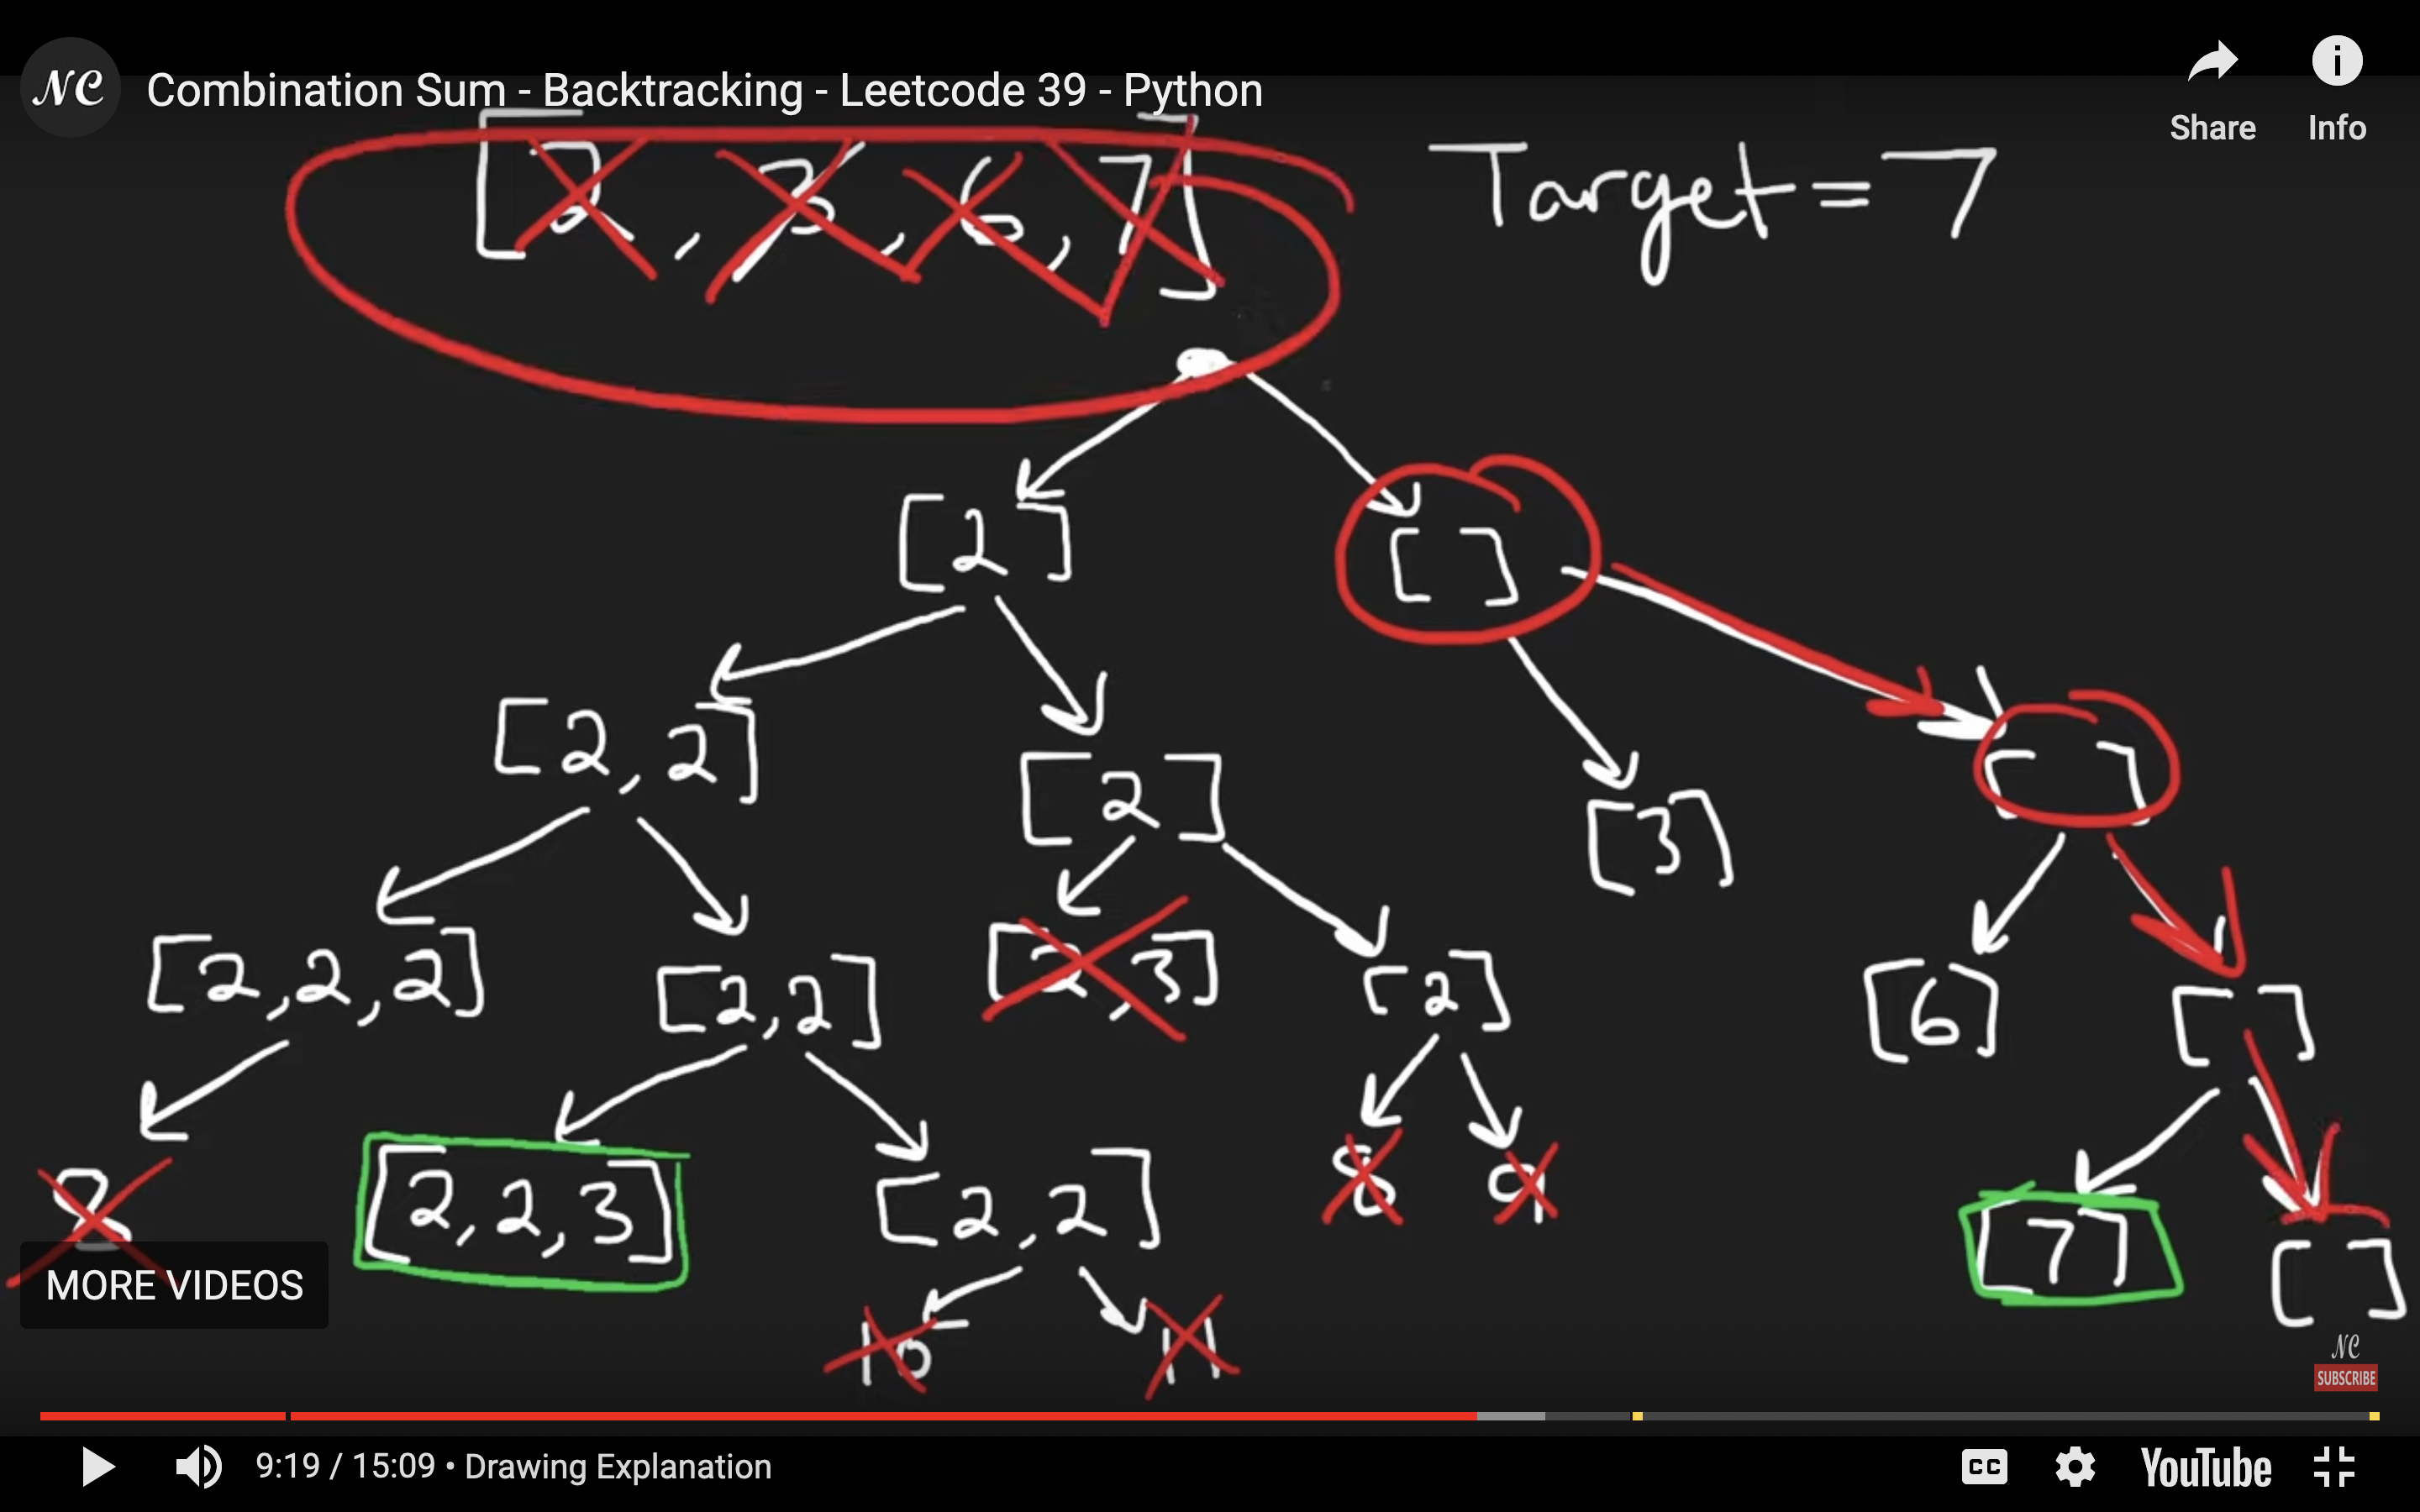 NC Combination Sum - Backtracking - Leetcode 39 - Python
Share
Info
[2, 3, 6, 7]
Target = 7
[2]
[ ]
[2, 2]
[2]
[3]
[ ]
[2, 2, 2]
[2, 2]
[2, 3]
[2]
[6]
[ ]
8
[2, 2, 3]
[2, 2]
8
9
[7]
[ ]
MORE VIDEOS
10
11
NC
SUBSCRIBE
9:19 / 15:09 • Drawing Explanation
CC
YouTube